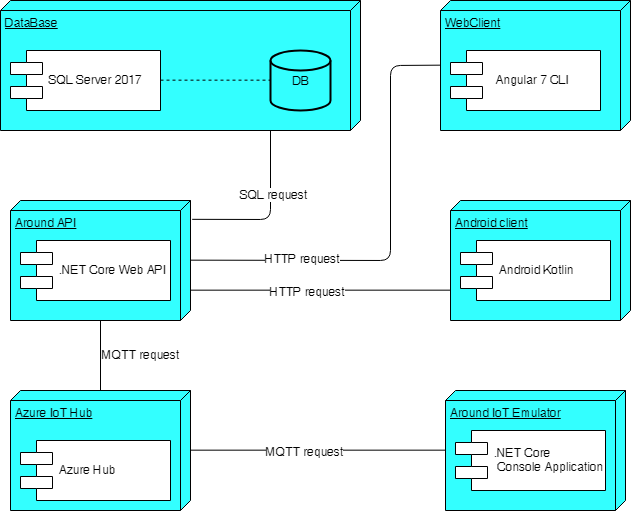 DataBase
SQL Server 2017
DB
WebClient
Angular 7 CLI
SQL request
Around API
.NET Core Web API
HTTP request
HTTP request
Android client
Android Kotlin
MQTT request
Azure IoT Hub
Azure Hub
MQTT request
Around IoT Emulator
.NET Core
Console Application